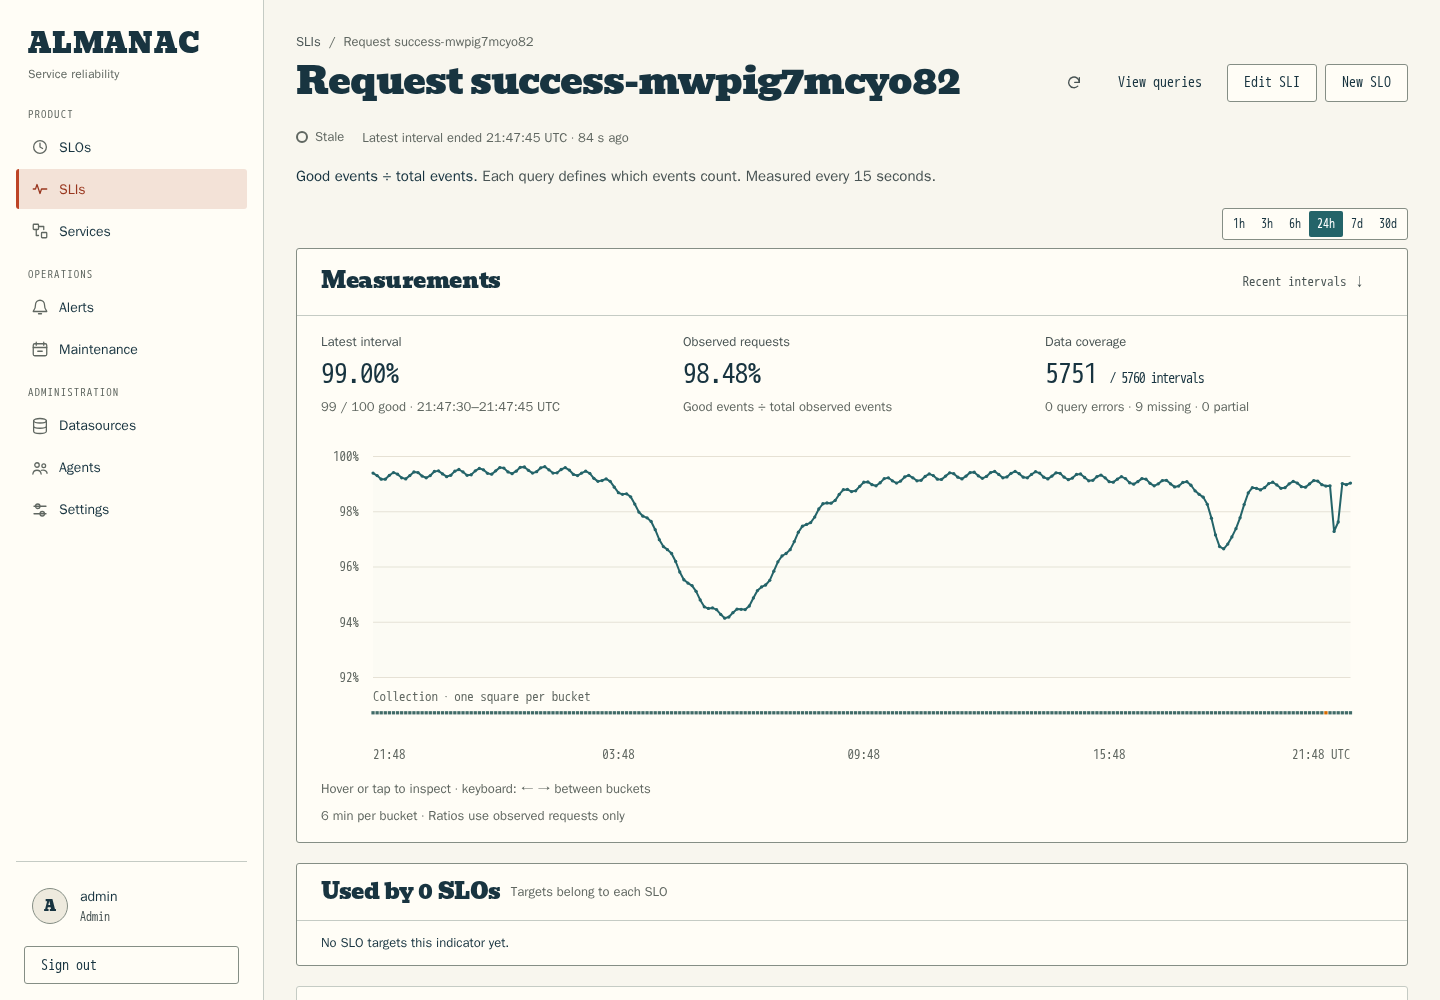 ALMANAC
Service reliability
PRODUCT
SLOs
SLIs
Services
OPERATIONS
Alerts
Maintenance
ADMINISTRATION
Datasources
Agents
Settings
A
admin
Admin
Sign out
SLIs / Request success-mwpig7mcyo82
Request success-mwpig7mcyo82
View queries
Edit SLI
New SLO
Stale
Latest interval ended 21:47:45 UTC · 84 s ago
Good events ÷ total events. Each query defines which events count. Measured every 15 seconds.
1h 3h 6h 24h 7d 30d
Measurements
Recent intervals ↓
Latest interval
99.00%
99 / 100 good · 21:47:30–21:47:45 UTC
Observed requests
98.48%
Good events ÷ total observed events
Data coverage
5751 / 5760 intervals
0 query errors · 9 missing · 0 partial
100%
98%
96%
94%
92%
Collection · one square per bucket
21:48 03:48 09:48 15:48 21:48 UTC
Hover or tap to inspect · keyboard: ← → between buckets
6 min per bucket · Ratios use observed requests only
Used by 0 SLOs Targets belong to each SLO
No SLO targets this indicator yet.